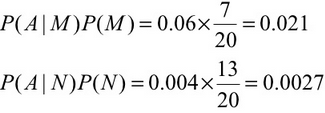 P(A|M)P(M) = 0.06 × 7/20 = 0.021
P(A|N)P(N) = 0.004 × 13/20 = 0.0027